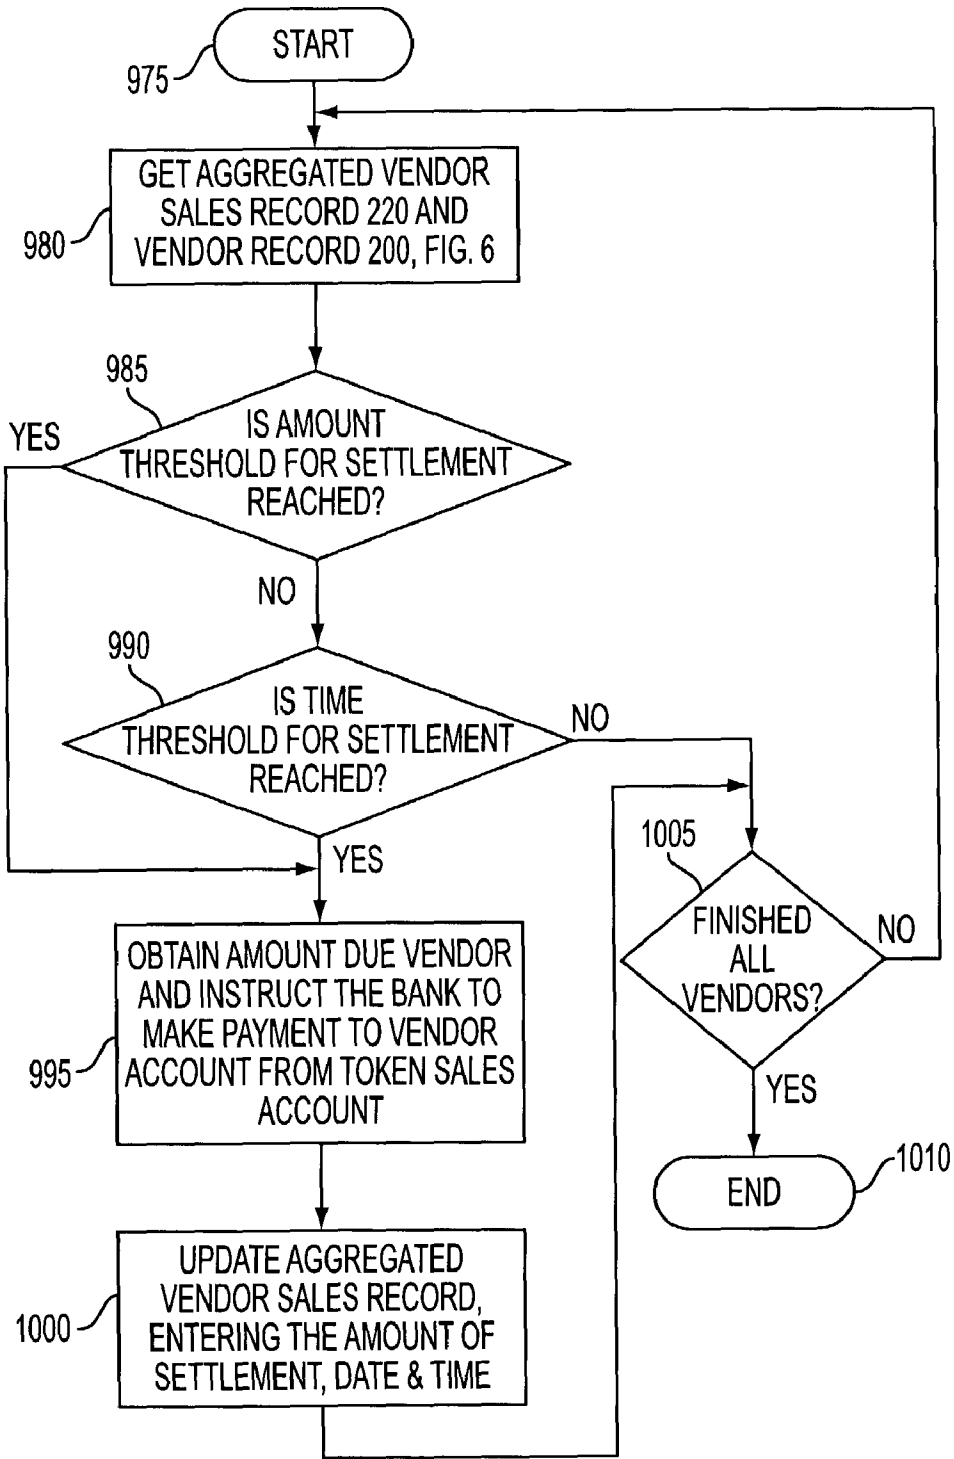 START
975
GET AGGREGATED VENDOR
SALES RECORD 220 AND
VENDOR RECORD 200, FIG. 6
980
985
YES
IS AMOUNT
THRESHOLD FOR SETTLEMENT
REACHED?
NO
990
IS TIME
THRESHOLD FOR SETTLEMENT
REACHED?
NO
YES
1005
FINISHED
ALL
VENDORS?
NO
OBTAIN AMOUNT DUE VENDOR
AND INSTRUCT THE BANK TO
MAKE PAYMENT TO VENDOR
ACCOUNT FROM TOKEN SALES
ACCOUNT
995
YES
END
1010
UPDATE AGGREGATED
VENDOR SALES RECORD,
ENTERING THE AMOUNT OF
SETTLEMENT, DATE & TIME
1000